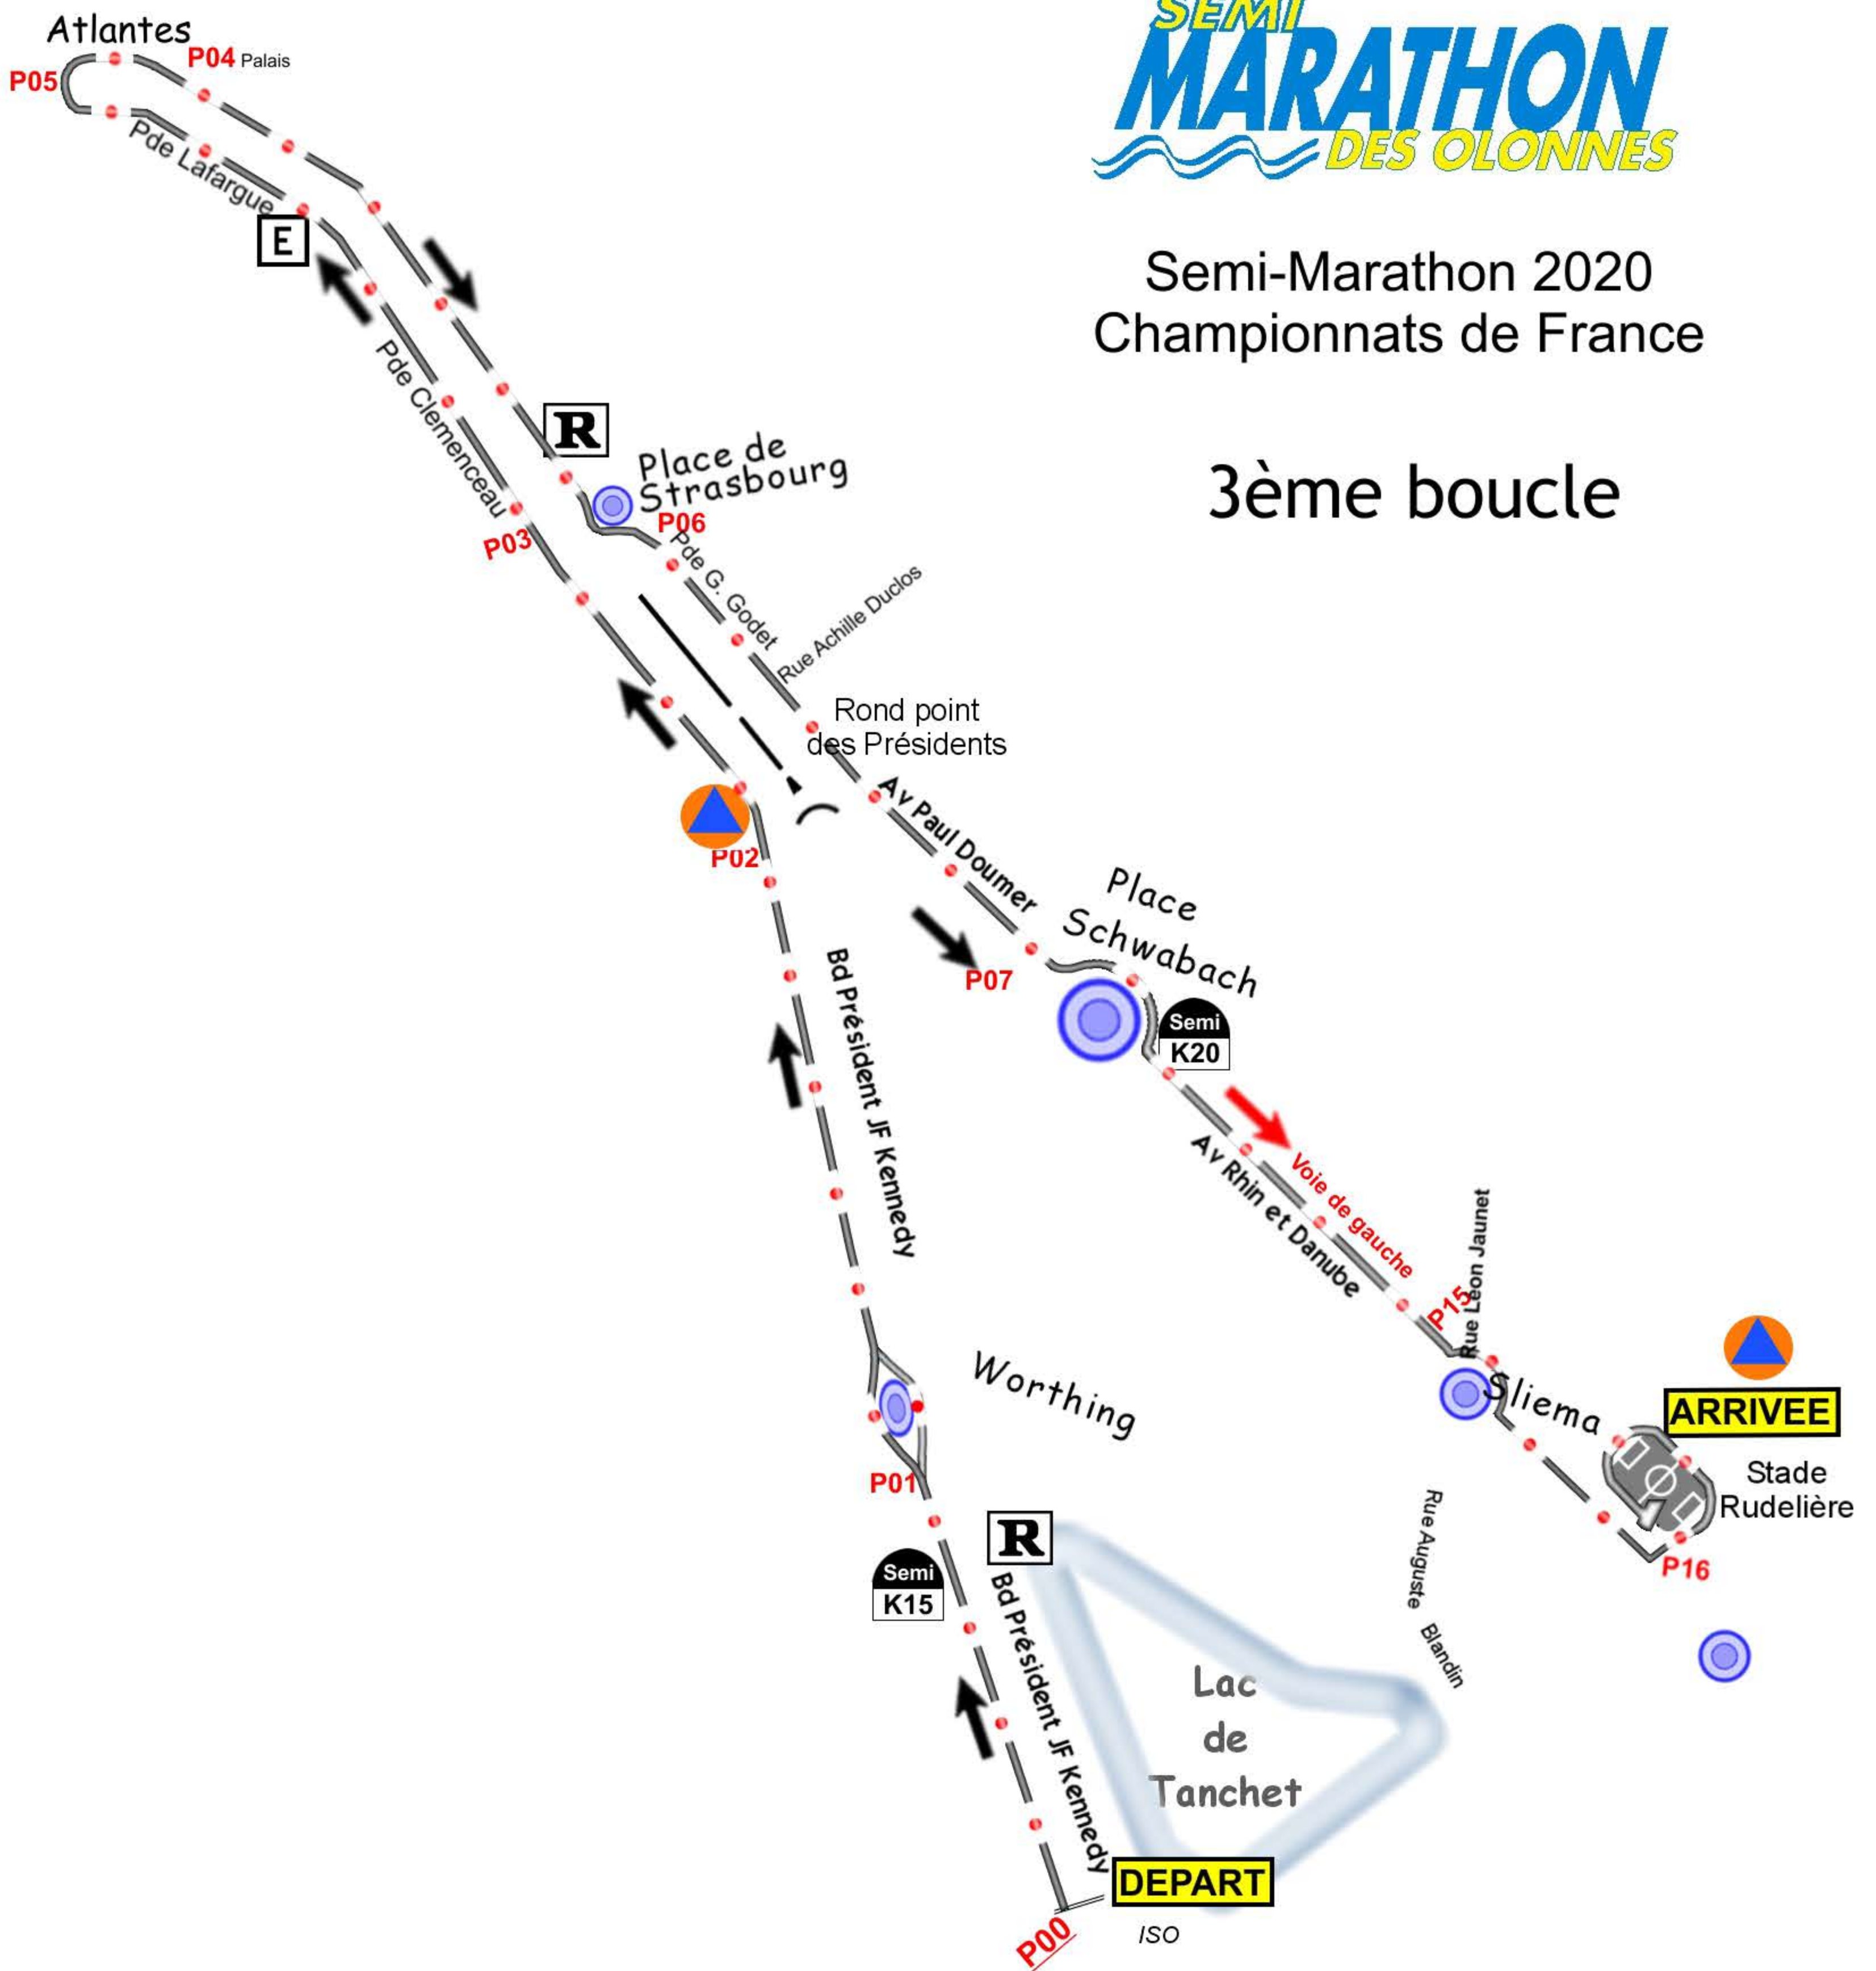 SEMI
MARATHON
DES OLONNES
Semi-Marathon 2020
Championnats de France
3ème boucle
Atlantes
P04 Palais
P05
Pde Lafargue
E
Pde Clemenceau
R
Place de
Strasbourg
P06
P03
Pde G. Godet
Rue Achille Duclos
Rond point
des Présidents
Av Paul Doumer
P02
Place
Schwabach
P07
Semi
K20
Bd Président JF Kennedy
Voie de gauche
Av Rhin et Danube
Rue Léon Jaunet
P15
Worthing
Sliema
ARRIVEE
Stade
Rudelière
P01
R
Semi
K15
Rue Auguste Blandin
P16
Bd Président JF Kennedy
Lac
de
Tanchet
DEPART
P00
ISO